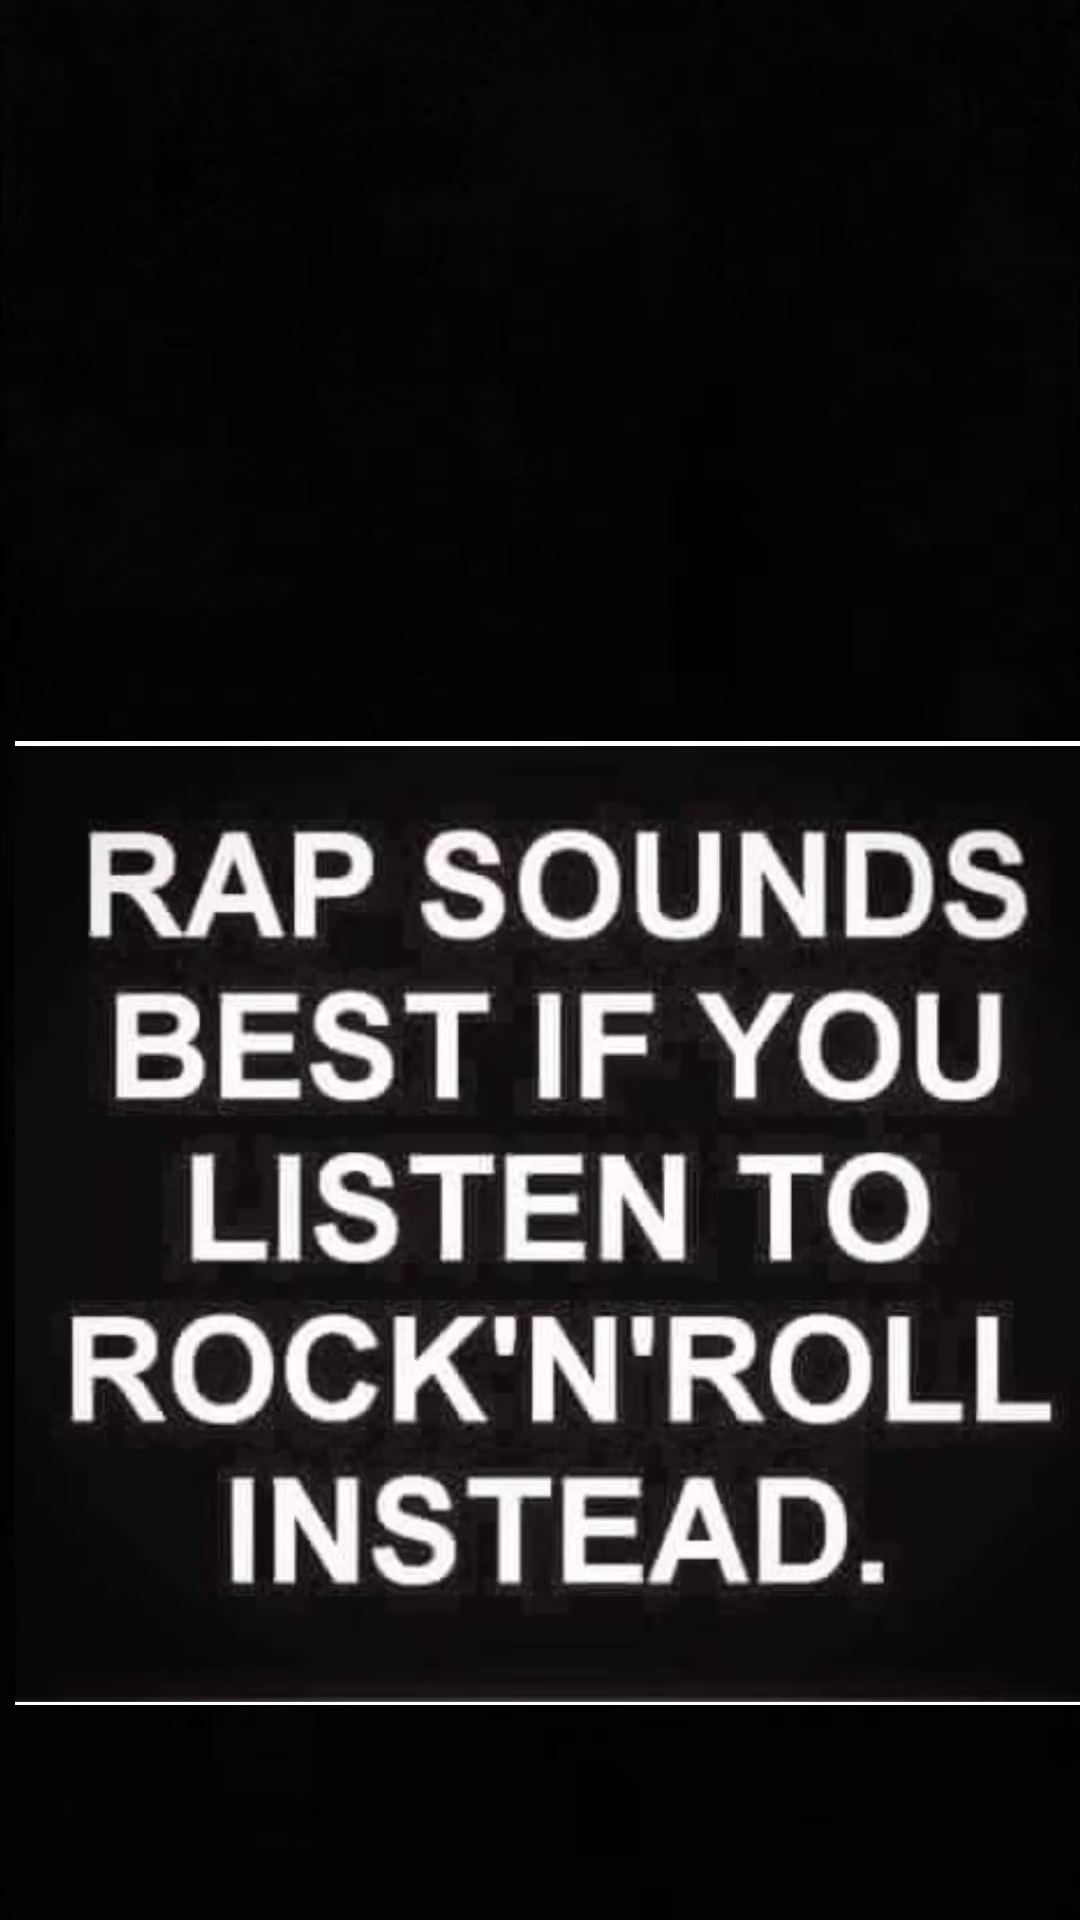 RAP SOUNDS
BEST IF YOU
LISTEN TO
ROCK'N'ROLL
INSTEAD.